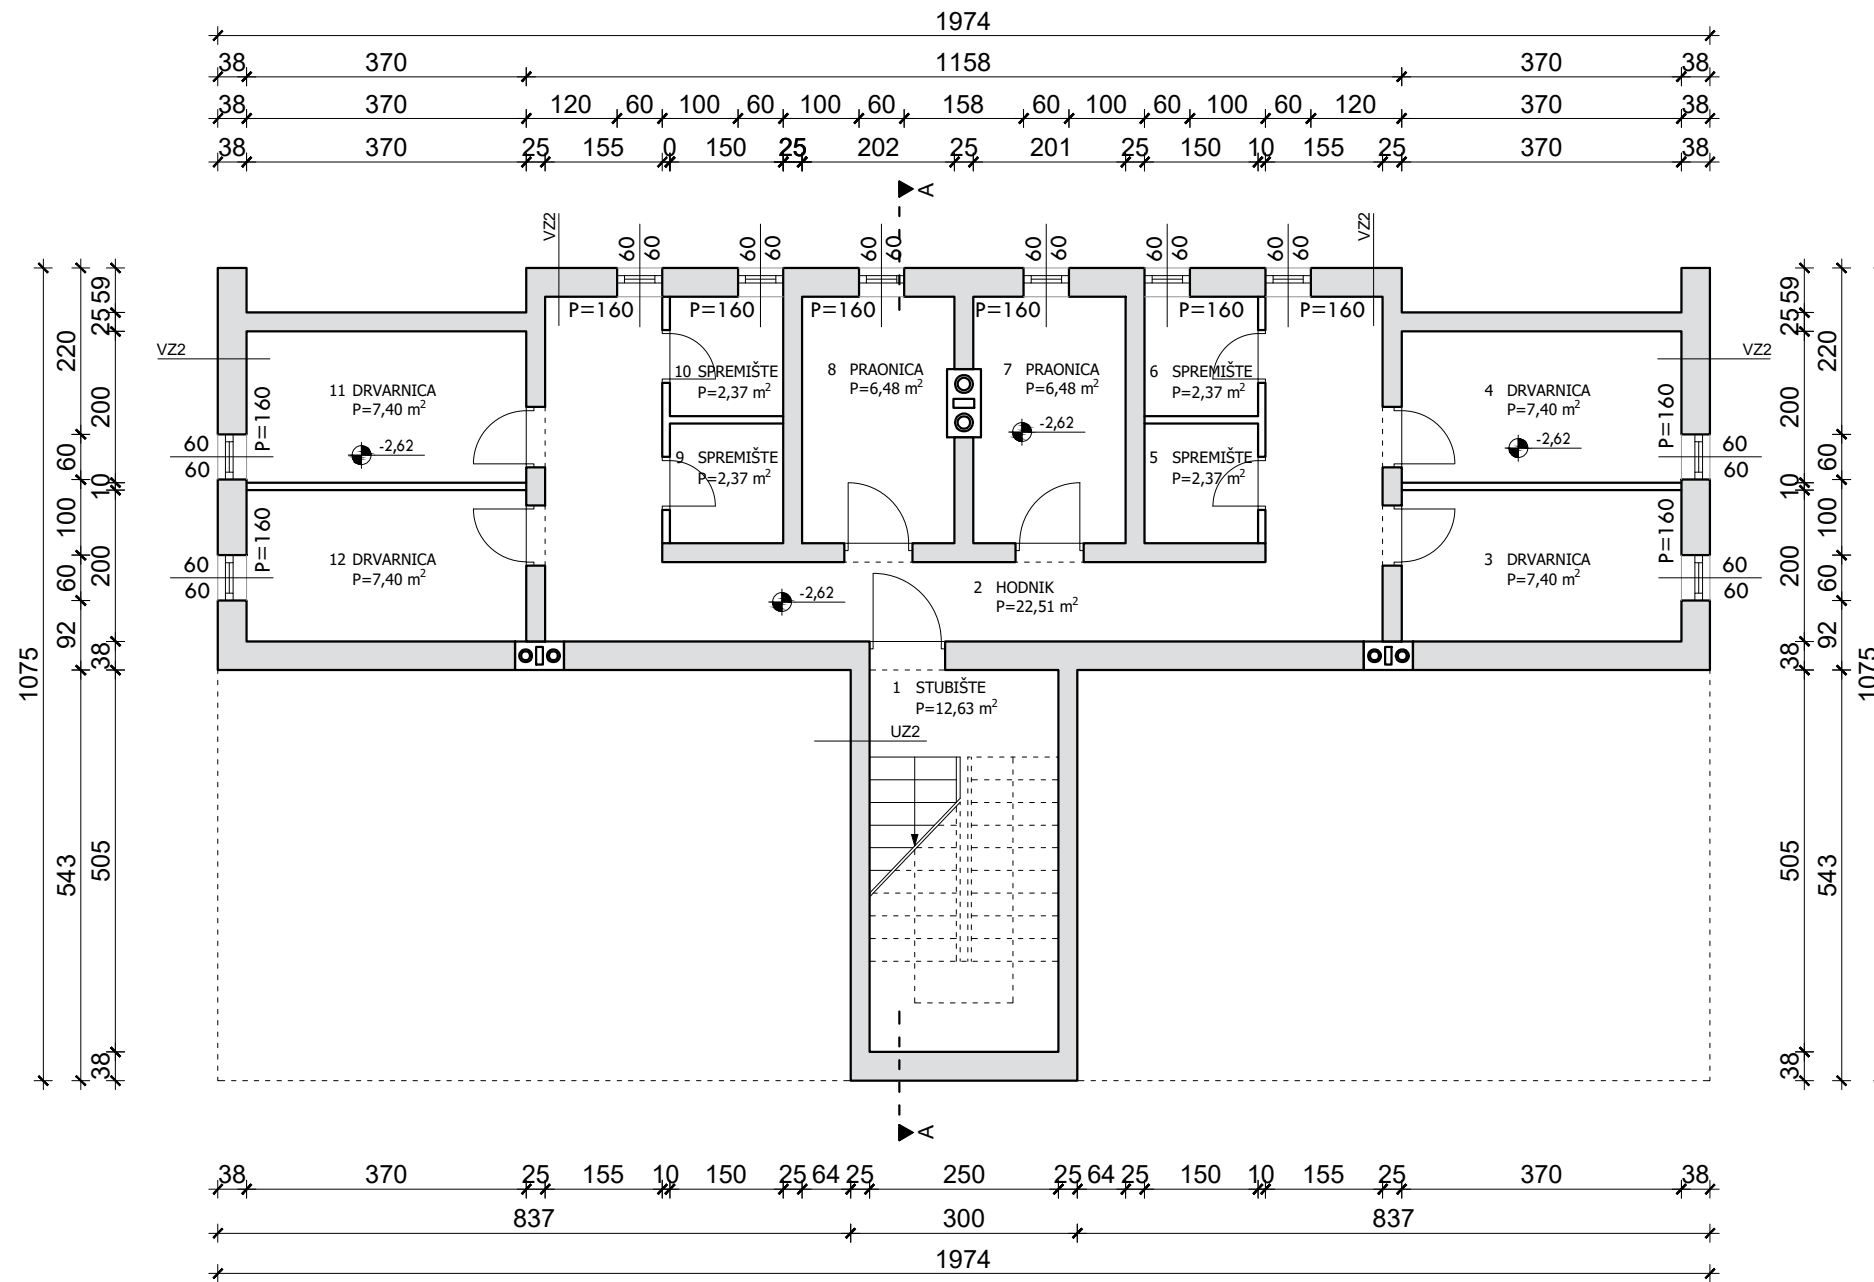 1974
38 370 1158 370 38
38 370 120 60 100 60 100 60 158 60 100 60 100 60 120 370 38
38 370 25 155 0 150 25 25 202 25 201 25 150 10 155 25 370 38
A
VZ2 VZ2
60 60 60 60 60 60 60 60 60 60 60 60
P=160 P=160 P=160 P=160 P=160 P=160
VZ2 VZ2
11 DRVARNICA
P=7,40 m²
-2,62
10 SPREMIŠTE
P=2,37 m²
8 PRAONICA
P=6,48 m²
7 PRAONICA
P=6,48 m²
-2,62
6 SPREMIŠTE
P=2,37 m²
4 DRVARNICA
P=7,40 m²
-2,62
P=160
P=160
60
60
60
60
9 SPREMIŠTE
P=2,37 m²
5 SPREMIŠTE
P=2,37 m²
12 DRVARNICA
P=7,40 m²
P=160
P=160
60
60
60
60
3 DRVARNICA
P=7,40 m²
2 HODNIK
P=22,51 m²
-2,62
1 STUBIŠTE
P=12,63 m²
UZ2
A
1075
220 60 100 60 92 543
59 25 200 10 200 38 505 38
59 25 200 10 200 38 505 38
220 60 100 60 92 543
1075
38 370 25 155 10 150 25 64 25 250 25 64 25 150 10 155 25 370 38
837 300 837
1974